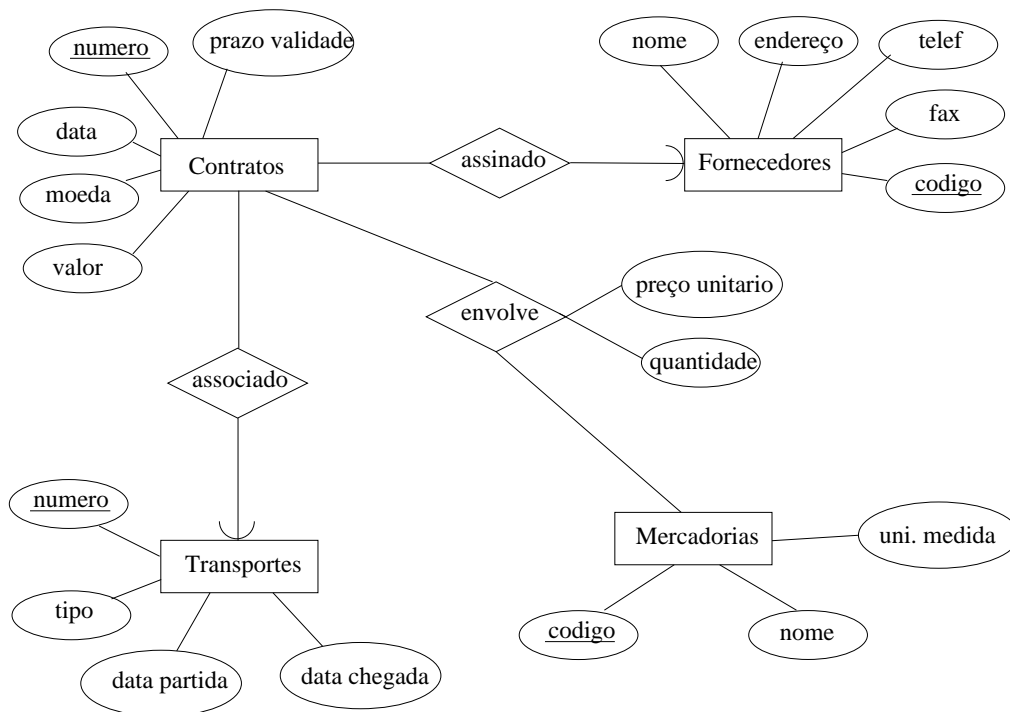 numero
prazo validade
nome
endereço
telef
data
fax
Contratos
assinado
Fornecedores
moeda
codigo
valor
preço unitario
envolve
quantidade
associado
numero
Mercadorias
uni. medida
Transportes
tipo
codigo
nome
data partida
data chegada